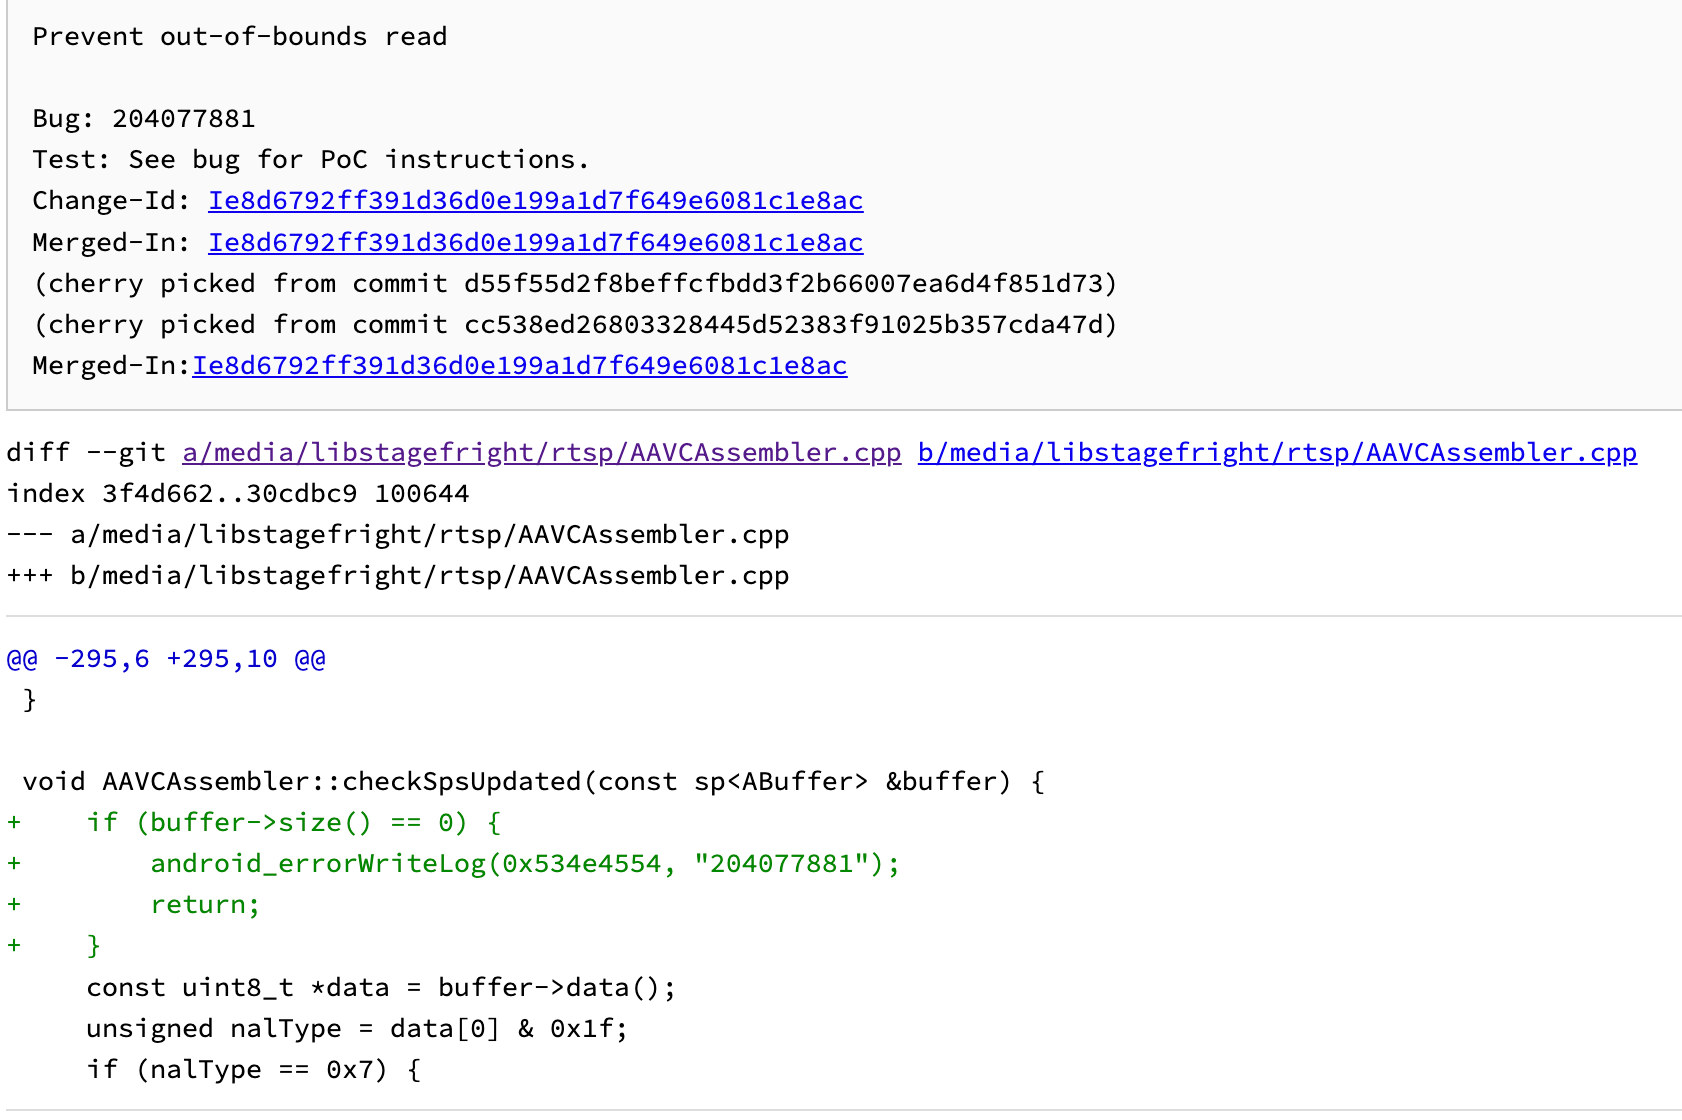 Prevent out-of-bounds read
Bug: 204077881
Test: See bug for PoC instructions.
Change-Id: Ie8d6792ff391d36d0e199a1d7f649e6081c1e8ac
Merged-In: Ie8d6792ff391d36d0e199a1d7f649e6081c1e8ac
(cherry picked from commit d55f55d2f8beffcfbdd3f2b66007ea6d4f851d73)
(cherry picked from commit cc538ed26803328445d52383f91025b357cda47d)
Merged-In:Ie8d6792ff391d36d0e199a1d7f649e6081c1e8ac
diff --git a/media/libstagefright/rtsp/AAVCAssembler.cpp b/media/libstagefright/rtsp/AAVCAssembler.cpp
index 3f4d662..30cdbc9 100644
--- a/media/libstagefright/rtsp/AAVCAssembler.cpp
+++ b/media/libstagefright/rtsp/AAVCAssembler.cpp
@@ -295,6 +295,10 @@
 }
 void AAVCAssembler::checkSpsUpdated(const sp<ABuffer> &buffer) {
+    if (buffer->size() == 0) {
+        android_errorWriteLog(0x534e4554, "204077881");
+        return;
+    }
     const uint8_t *data = buffer->data();
     unsigned nalType = data[0] & 0x1f;
     if (nalType == 0x7) {